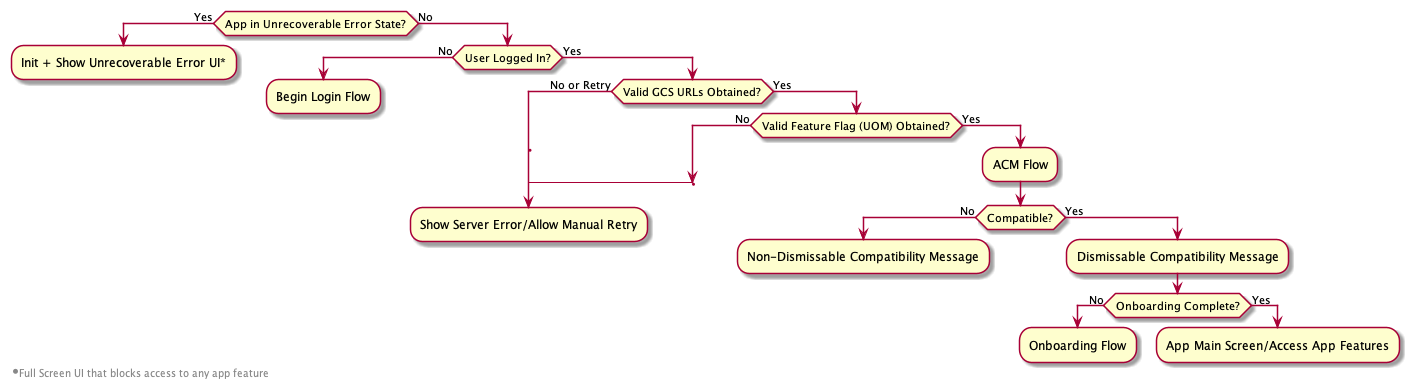 Yes
App in Unrecoverable Error State?
No
Init + Show Unrecoverable Error UI*
No
User Logged In?
Yes
Begin Login Flow
No or Retry
Valid GCS URLs Obtained?
Yes
No
Valid Feature Flag (UOM) Obtained?
Yes
ACM Flow
Show Server Error/Allow Manual Retry
No
Compatible?
Yes
Non-Dismissable Compatibility Message
Dismissable Compatibility Message
No
Onboarding Complete?
Yes
Onboarding Flow
App Main Screen/Access App Features
*Full Screen UI that blocks access to any app feature